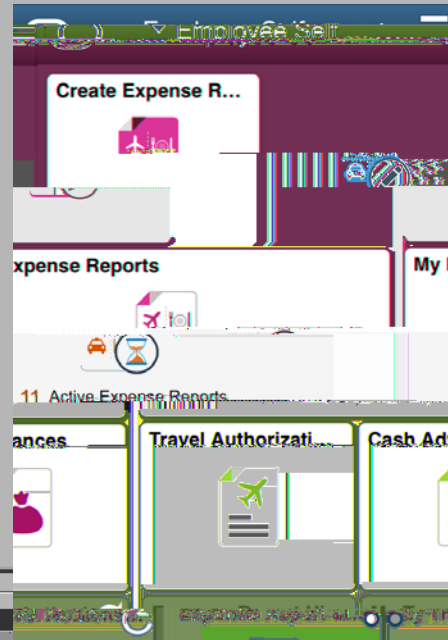 Employee Self
Create Expense R...
xpense Reports
My
11 Active Expense Reports
ances
Travel Authorizati...
Cash Ad